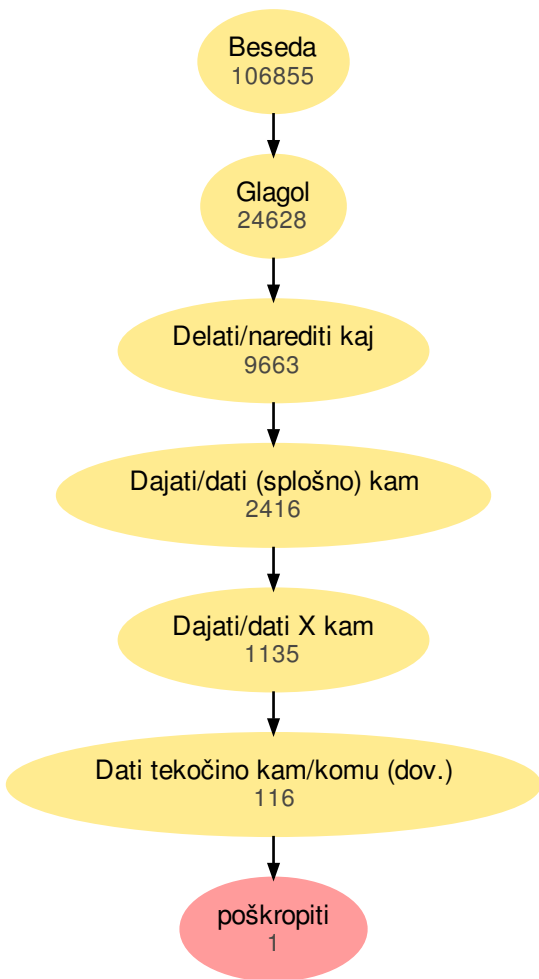 Beseda
106855
Glagol
24628
Delati/narediti kaj
9663
Dajati/dati (splošno) kam
2416
Dajati/dati X kam
1135
Dati tekočino kam/komu (dov.)
116
poškropiti
1